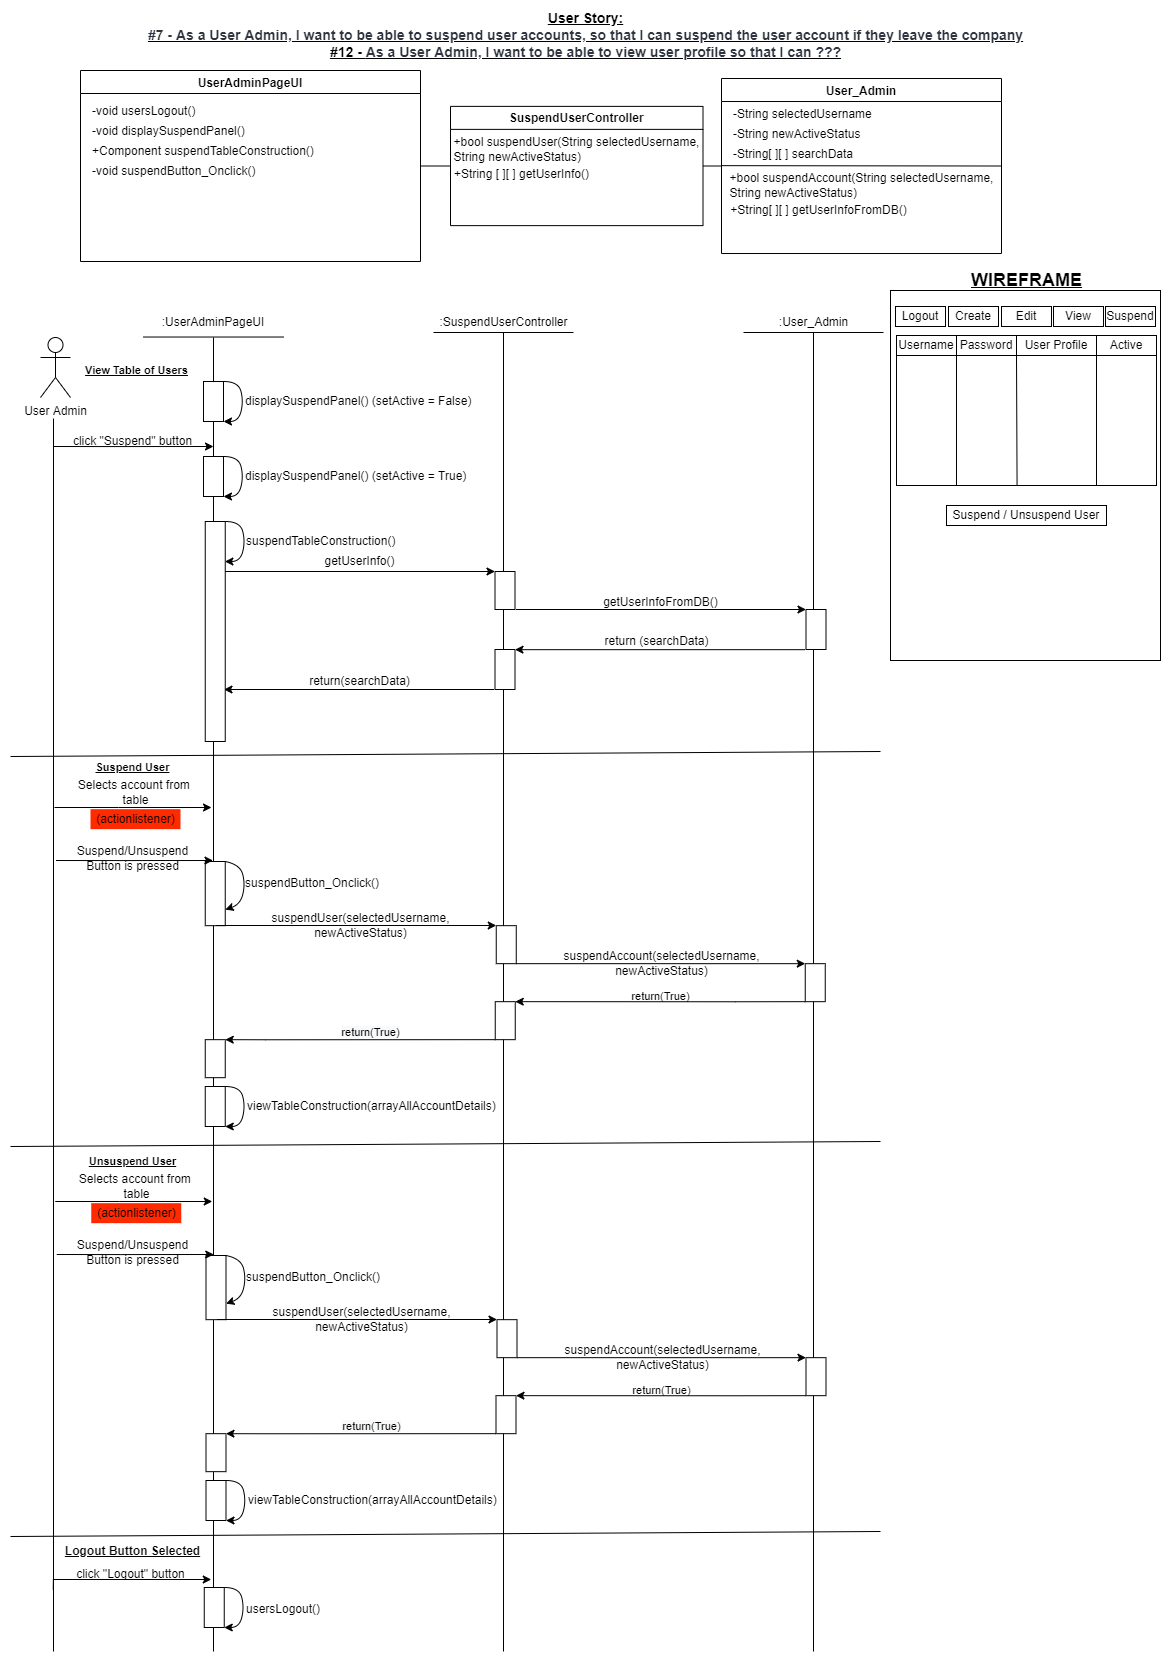 User Story:
#7 - As a User Admin, I want to be able to suspend user accounts, so that I can suspend the user account if they leave the company
#12 - As a User Admin, I want to be able to view user profile so that I can ???
UserAdminPageUI
-void usersLogout()
-void displaySuspendPanel()
+Component suspendTableConstruction()
-void suspendButton_Onclick()
SuspendUserController
+bool suspendUser(String selectedUsername,
String newActiveStatus)
+String [ ][ ] getUserInfo()
User_Admin
-String selectedUsername
-String newActiveStatus
-String[ ][ ] searchData
+bool suspendAccount(String selectedUsername,
String newActiveStatus)
+String[ ][ ] getUserInfoFromDB()
WIREFRAME
Logout Create Edit View Suspend
Username Password User Profile Active
Suspend / Unsuspend User
:UserAdminPageUI
:SuspendUserController
:User_Admin
User Admin
View Table of Users
displaySuspendPanel() (setActive = False)
click "Suspend" button
displaySuspendPanel() (setActive = True)
suspendTableConstruction()
getUserInfo()
getUserInfoFromDB()
return (searchData)
return(searchData)
Suspend User
Selects account from
table
(actionlistener)
Suspend/Unsuspend
Button is pressed
suspendButton_Onclick()
suspendUser(selectedUsername,
newActiveStatus)
suspendAccount(selectedUsername,
newActiveStatus)
return(True)
return(True)
viewTableConstruction(arrayAllAccountDetails)
Unsuspend User
Selects account from
table
(actionlistener)
Suspend/Unsuspend
Button is pressed
suspendButton_Onclick()
suspendUser(selectedUsername,
newActiveStatus)
suspendAccount(selectedUsername,
newActiveStatus)
return(True)
return(True)
viewTableConstruction(arrayAllAccountDetails)
Logout Button Selected
click "Logout" button
usersLogout()